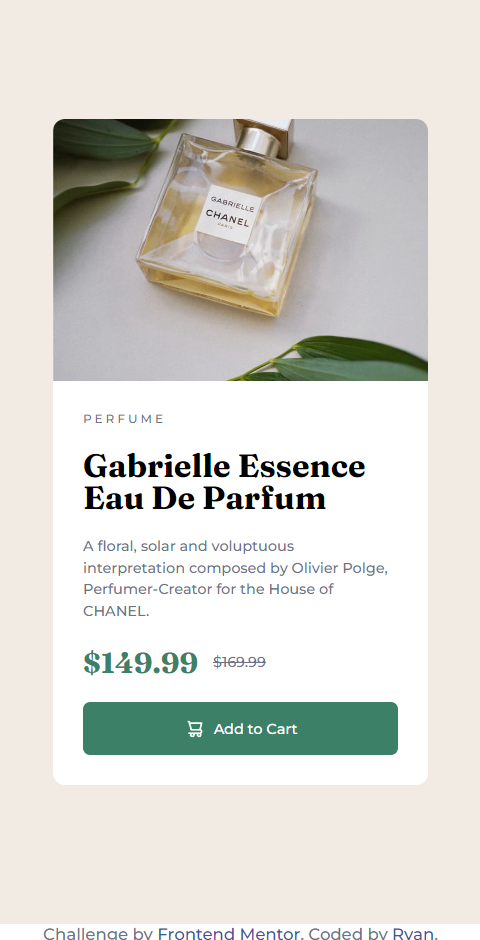 GABRIELLE
CHANEL
PARIS
PERFUME
Gabrielle Essence
Eau De Parfum
A floral, solar and voluptuous
interpretation composed by Olivier Polge,
Perfumer-Creator for the House of
CHANEL.
$149.99 $169.99
Add to Cart
Challenge by Frontend Mentor. Coded by Ryan.